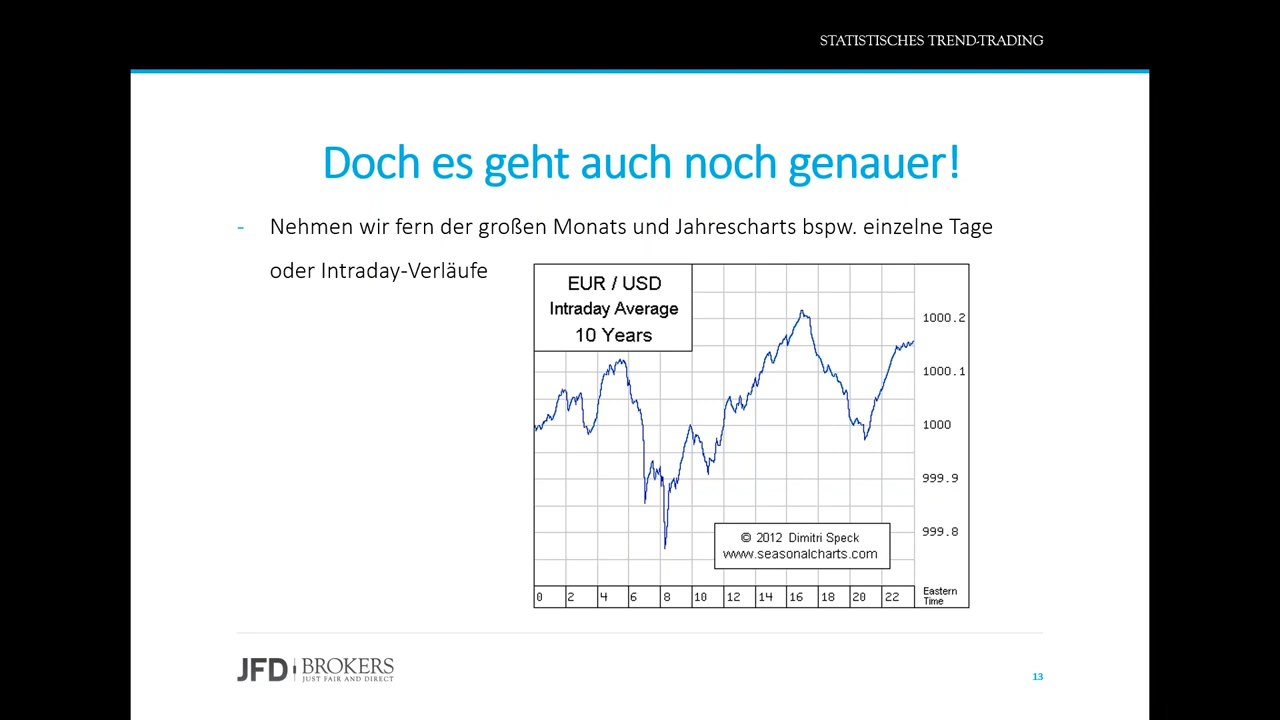 STATISTISCHES TREND-TRADING
Doch es geht auch noch genauer!
- Nehmen wir fern der großen Monats und Jahrescharts bspw. einzelne Tage
oder Intraday-Verläufe
EUR / USD
Intraday Average
10 Years
1000.2
1000.1
1000
999.9
999.8
© 2012 Dimitri Speck
www.seasonalcharts.com
0 2 4 6 8 10 12 14 16 18 20 22
Eastern
Time
JFD BROKERS
JUST FAIR AND DIRECT
13